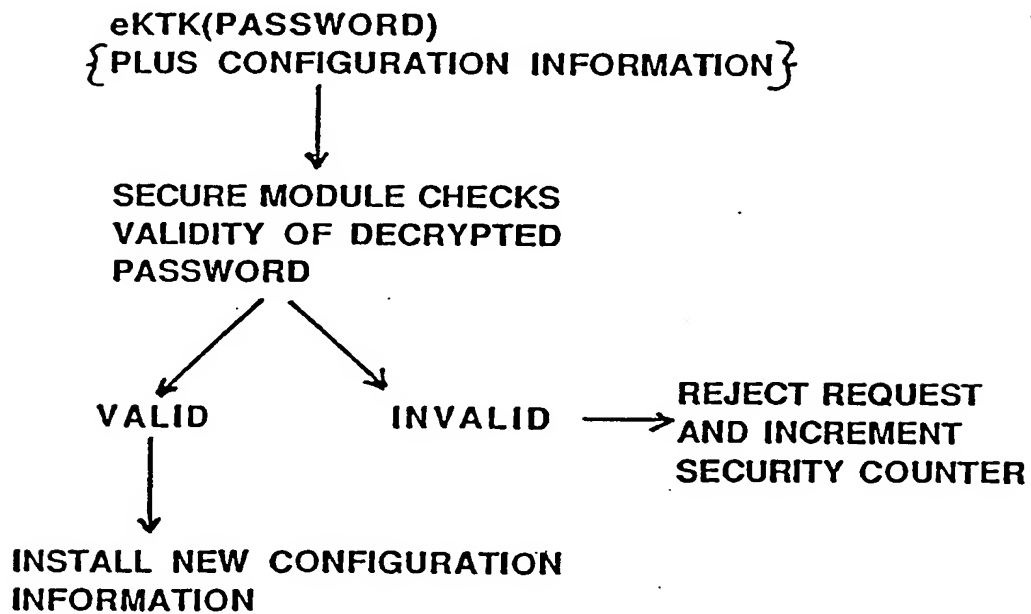 eKTK(PASSWORD)
{PLUS CONFIGURATION INFORMATION}
SECURE MODULE CHECKS
VALIDITY OF DECRYPTED
PASSWORD
VALID
INVALID
REJECT REQUEST
AND INCREMENT
SECURITY COUNTER
INSTALL NEW CONFIGURATION
INFORMATION